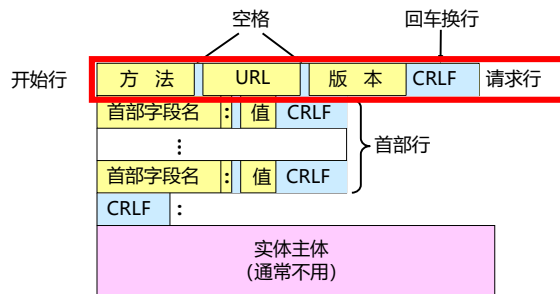 空格 回车换行
开始行 方 法 URL 版 本 CRLF 请求行
首部字段名 : 值 CRLF
⋮ 首部行
首部字段名 : 值 CRLF
CRLF :
实体主体
(通常不用)